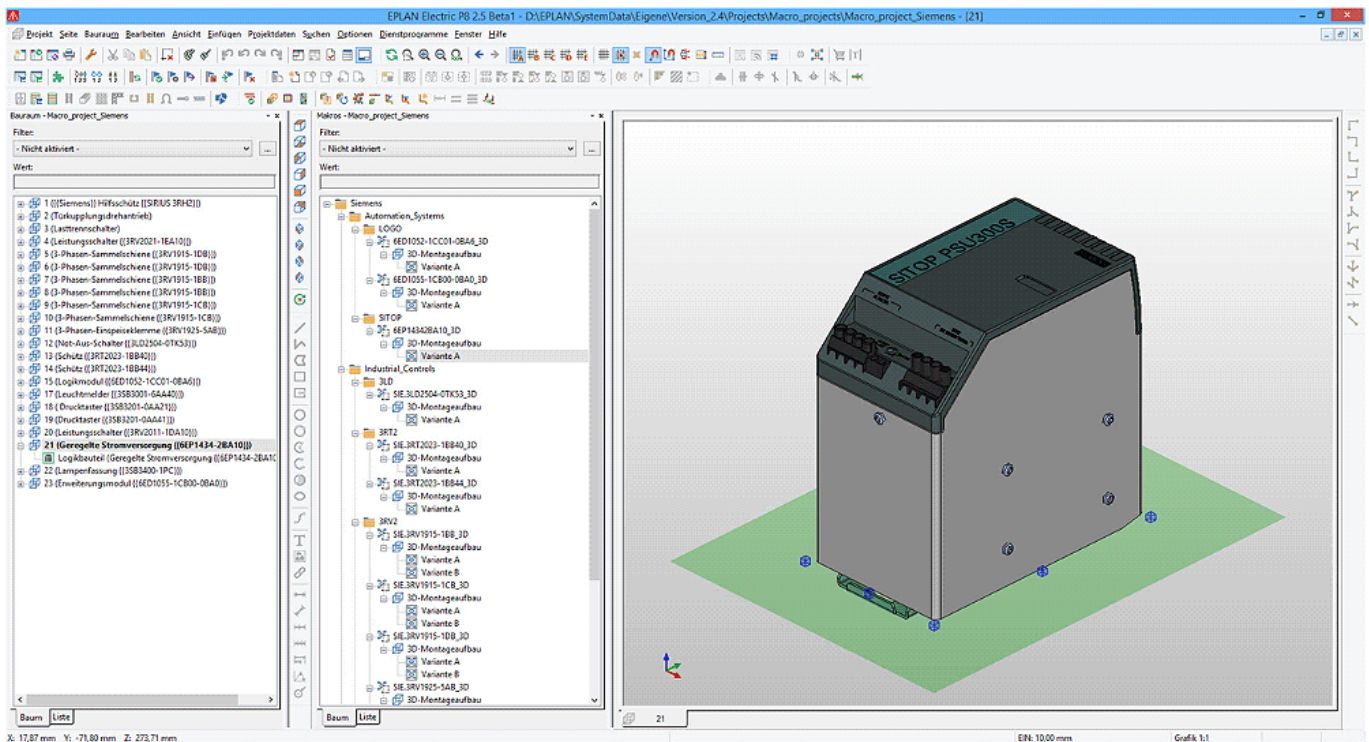 EPLAN Electric P8 2.5 Beta1 - D:\EPLAN\SystemData\Eigene\Version_2.4\Projects\Macro_projects\Macro_project_Siemens - [21]
Projekt Seite Bauraum Bearbeiten Ansicht Einfügen Projektdaten Suchen Optionen Dienstprogramme Fenster Hilfe
Bauraum - Macro_project_Siemens
Filter:
- Nicht aktiviert -
...
Wert:
1 ([(Siemens)] Hilfsschütz [(SIRIUS 3RH2)])
2 (Türkupplungsdrehantrieb)
3 (Lasttrennschalter)
4 (Leistungsschalter [(3RV2021-1EA10)])
5 (3-Phasen-Sammelschiene [(3RV1915-1DB)])
6 (3-Phasen-Sammelschiene [(3RV1915-1DB)])
7 (3-Phasen-Sammelschiene [(3RV1915-1BB)])
8 (3-Phasen-Sammelschiene [(3RV1915-1BB)])
9 (3-Phasen-Sammelschiene [(3RV1915-1CB)])
10 (3-Phasen-Sammelschiene [(3RV1915-1CB)])
11 (3-Phasen-Einspeiseklemme [(3RV1925-5AB)])
12 (Not-Aus-Schalter [(3LD2504-0TK53)])
13 (Schütz [(3RT2023-1BB40)])
14 (Schütz [(3RT2023-1BB44)])
15 (Logikmodul [(6ED1052-1CC01-0BA6)])
17 (Leuchtmelder [(3SB3001-6AA40)])
18 ( Drucktaster [(3SB3201-0AA21)])
19 (Drucktaster [(3SB3201-0AA41)])
20 (Leistungsschalter [(3RV2011-1DA10)])
21 (Geregelte Stromversorgung [(6EP1434-2BA10)])
Logikbauteil (Geregelte Stromversorgung [(6EP1434-2BA10
22 (Lampenfassung [(3SB3400-1PC)])
23 (Erweiterungsmodul [(6ED1055-1CB00-0BA0)])
Baum Liste
Makros - Macro_project_Siemens
Filter:
- Nicht aktiviert -
...
Wert:
Siemens
Automation_Systems
LOGO
6ED1052-1CC01-0BA6_3D
3D-Montageaufbau
Variante A
6ED1055-1CB00-0BA0_3D
3D-Montageaufbau
Variante A
SITOP
6EP14342BA10_3D
3D-Montageaufbau
Variante A
Industrial_Controls
3LD
SIE.3LD2504-0TK53_3D
3D-Montageaufbau
Variante A
3RT2
SIE.3RT2023-1BB40_3D
3D-Montageaufbau
Variante A
SIE.3RT2023-1BB44_3D
3D-Montageaufbau
Variante A
3RV2
SIE.3RV1915-1BB_3D
3D-Montageaufbau
Variante A
Variante B
SIE.3RV1915-1CB_3D
3D-Montageaufbau
Variante A
Variante B
SIE.3RV1915-1DB_3D
3D-Montageaufbau
Variante A
Variante B
SIE.3RV1925-5AB_3D
3D-Montageaufbau
Baum Liste
SITOP PSU300S
21
X: 17,87 mm Y: -71,80 mm Z: 273,71 mm
EIN: 10,00 mm
Grafik 1:1